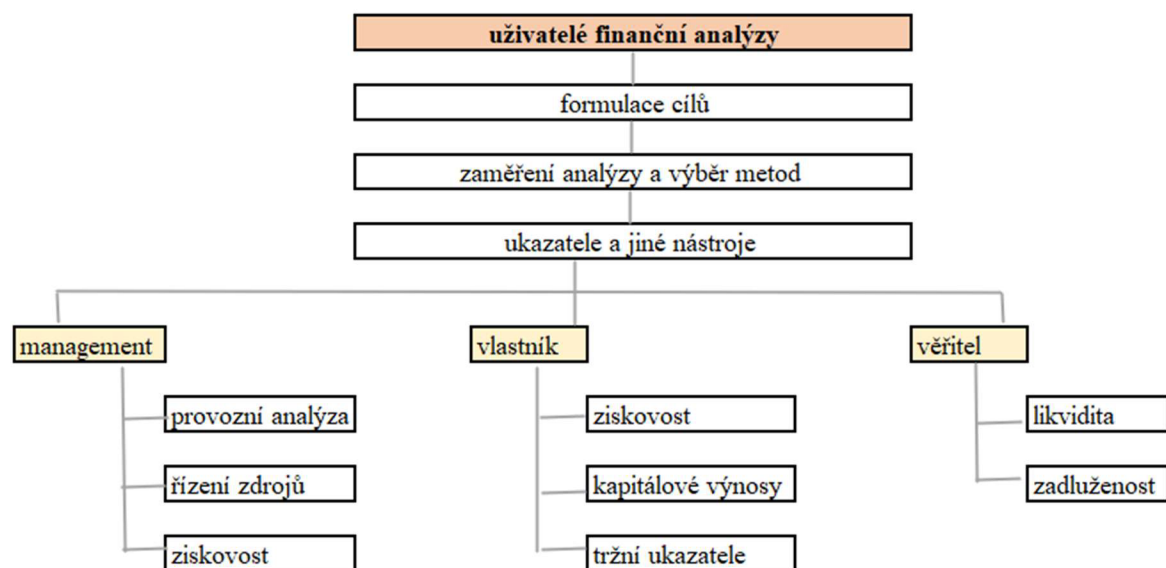 uživatelé finanční analýzy
formulace cílů
zaměření analýzy a výběr metod
ukazatele a jiné nástroje
management
vlastník
věřitel
provozní analýza
ziskovost
likvidita
řízení zdrojů
kapitálové výnosy
zadluženost
ziskovost
tržní ukazatele